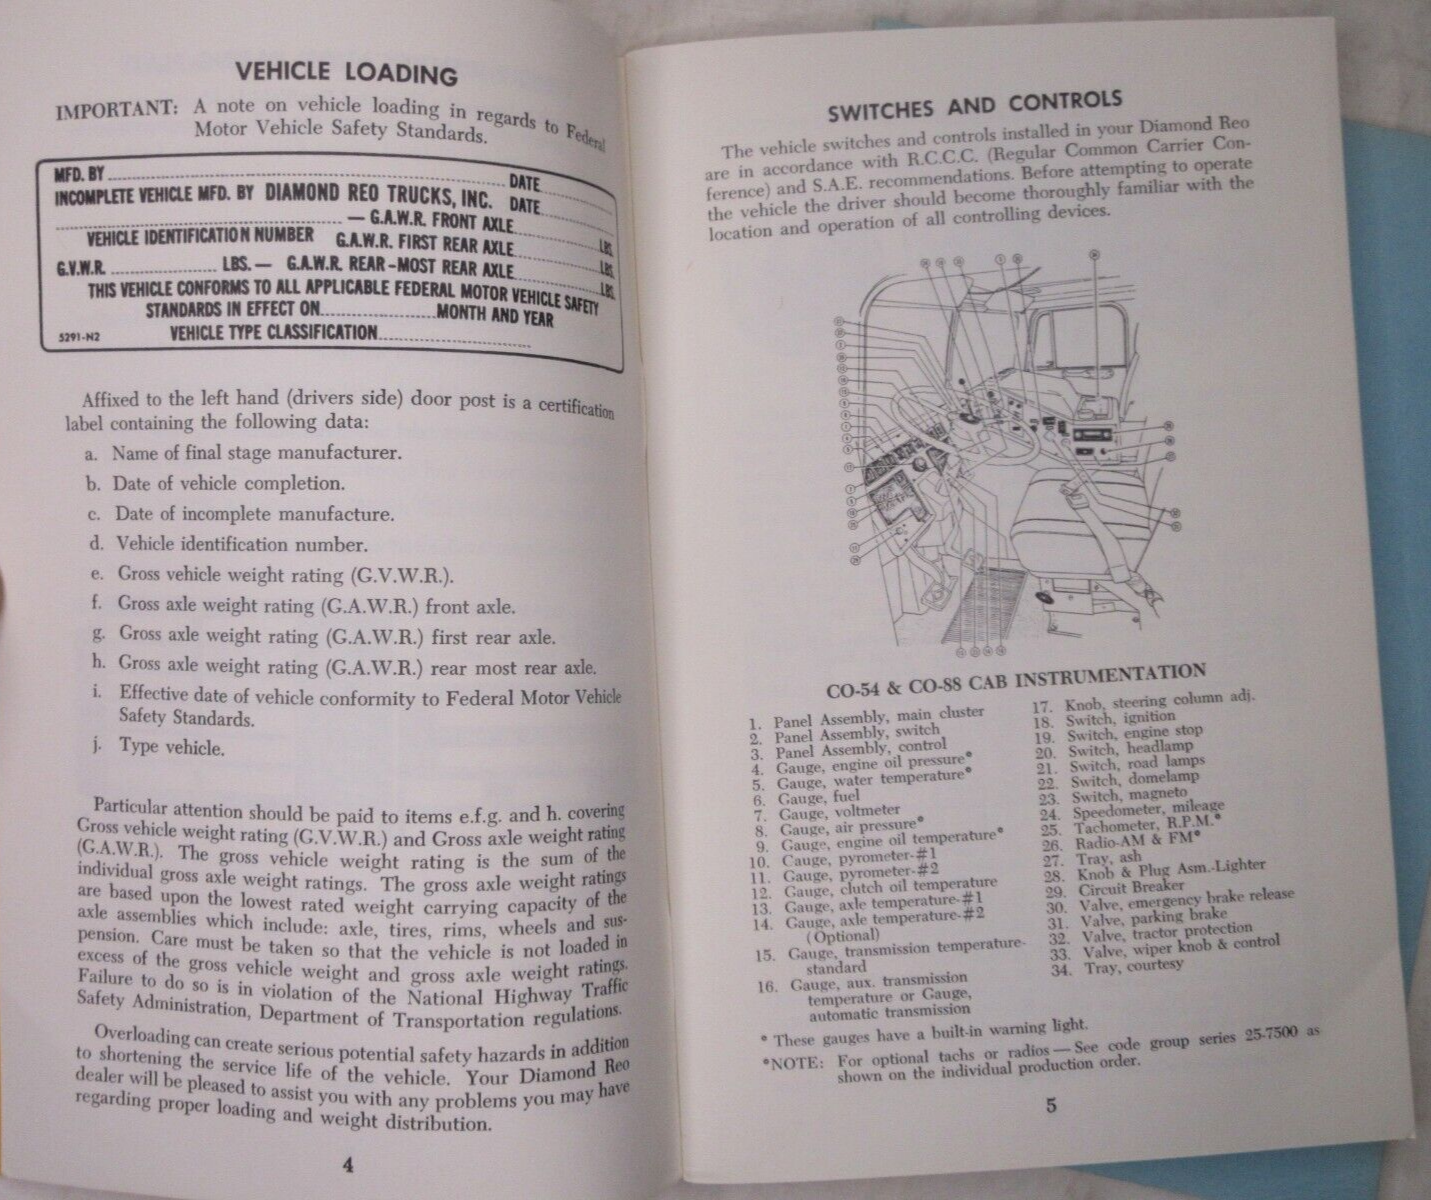 VEHICLE LOADING
IMPORTANT: A note on vehicle loading in regards to Federal
Motor Vehicle Safety Standards.
MFD. BY DATE
INCOMPLETE VEHICLE MFD. BY DIAMOND REO TRUCKS, INC. DATE
— G.A.W.R. FRONT AXLE LBS.
VEHICLE IDENTIFICATION NUMBER G.A.W.R. FIRST REAR AXLE LBS.
G.V.W.R. LBS.— G.A.W.R. REAR-MOST REAR AXLE LBS.
THIS VEHICLE CONFORMS TO ALL APPLICABLE FEDERAL MOTOR VEHICLE SAFETY
STANDARDS IN EFFECT ON MONTH AND YEAR
5291-N2 VEHICLE TYPE CLASSIFICATION
Affixed to the left hand (drivers side) door post is a certification
label containing the following data:
a. Name of final stage manufacturer.
b. Date of vehicle completion.
c. Date of incomplete manufacture.
d. Vehicle identification number.
e. Gross vehicle weight rating (G.V.W.R.).
f. Gross axle weight rating (G.A.W.R.) front axle.
g. Gross axle weight rating (G.A.W.R.) first rear axle.
h. Gross axle weight rating (G.A.W.R.) rear most rear axle.
i. Effective date of vehicle conformity to Federal Motor Vehicle
Safety Standards.
j. Type vehicle.
Particular attention should be paid to items e.f.g. and h. covering
Gross vehicle weight rating (G.V.W.R.) and Gross axle weight rating
(G.A.W.R.). The gross vehicle weight rating is the sum of the
individual gross axle weight ratings. The gross axle weight ratings
are based upon the lowest rated weight carrying capacity of the
axle assemblies which include: axle, tires, rims, wheels and sus-
pension. Care must be taken so that the vehicle is not loaded in
excess of the gross vehicle weight and gross axle weight ratings.
Failure to do so is in violation of the National Highway Traffic
Safety Administration, Department of Transportation regulations.
Overloading can create serious potential safety hazards in addition
to shortening the service life of the vehicle. Your Diamond Reo
dealer will be pleased to assist you with any problems you may have
regarding proper loading and weight distribution.
4
SWITCHES AND CONTROLS
The vehicle switches and controls installed in your Diamond Reo
are in accordance with R.C.C.C. (Regular Common Carrier Con-
ference) and S.A.E. recommendations. Before attempting to operate
the vehicle the driver should become thoroughly familiar with the
location and operation of all controlling devices.
CO-54 & CO-88 CAB INSTRUMENTATION
1. Panel Assembly, main cluster
2. Panel Assembly, switch
3. Panel Assembly, control
4. Gauge, engine oil pressure*
5. Gauge, water temperature*
6. Gauge, fuel
7. Gauge, voltmeter
8. Gauge, air pressure*
9. Gauge, engine oil temperature*
10. Gauge, pyrometer-#1
11. Gauge, pyrometer-#2
12. Gauge, clutch oil temperature
13. Gauge, axle temperature-#1
14. Gauge, axle temperature-#2
(Optional)
15. Gauge, transmission temperature-
standard
16. Gauge, aux. transmission
temperature or Gauge,
automatic transmission
17. Knob, steering column adj.
18. Switch, ignition
19. Switch, engine stop
20. Switch, headlamp
21. Switch, road lamps
22. Switch, domelamp
23. Switch, magneto
24. Speedometer, mileage
25. Tachometer, R.P.M.*
26. Radio-AM & FM*
27. Tray, ash
28. Knob & Plug Asm.-Lighter
29. Circuit Breaker
30. Valve, emergency brake release
31. Valve, parking brake
32. Valve, tractor protection
33. Valve, wiper knob & control
34. Tray, courtesy
* These gauges have a built-in warning light.
*NOTE: For optional tachs or radios — See code group series 25-7500 as
shown on the individual production order.
5